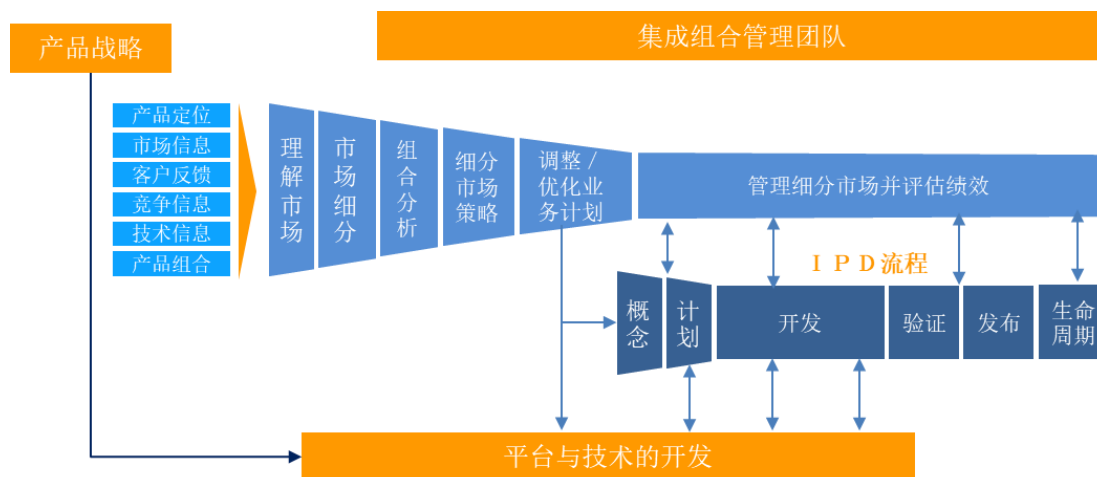 集成组合管理团队
产品战略
产品定位
市场信息
客户反馈
竞争信息
技术信息
产品组合
理解市场
市场细分
组合分析
细分
市场
策略
调整 /
优化业
务计划
管理细分市场并评估绩效
ＩＰＤ流程
概念
计划
开发
验证
发布
生命
周期
平台与技术的开发